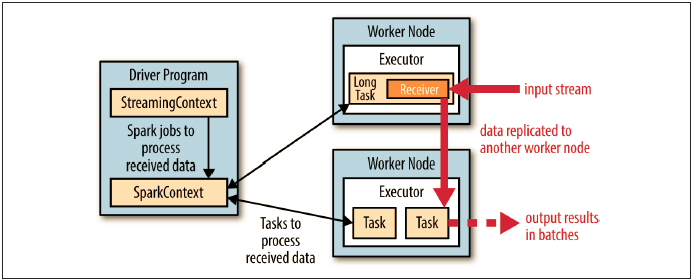 Driver Program
StreamingContext
Spark jobs to
process
received data
SparkContext
Worker Node
Executor
Long
Task
Receiver
input stream
data replicated to
another worker node
Worker Node
Executor
Task
Task
output results
in batches
Tasks to
process
received data